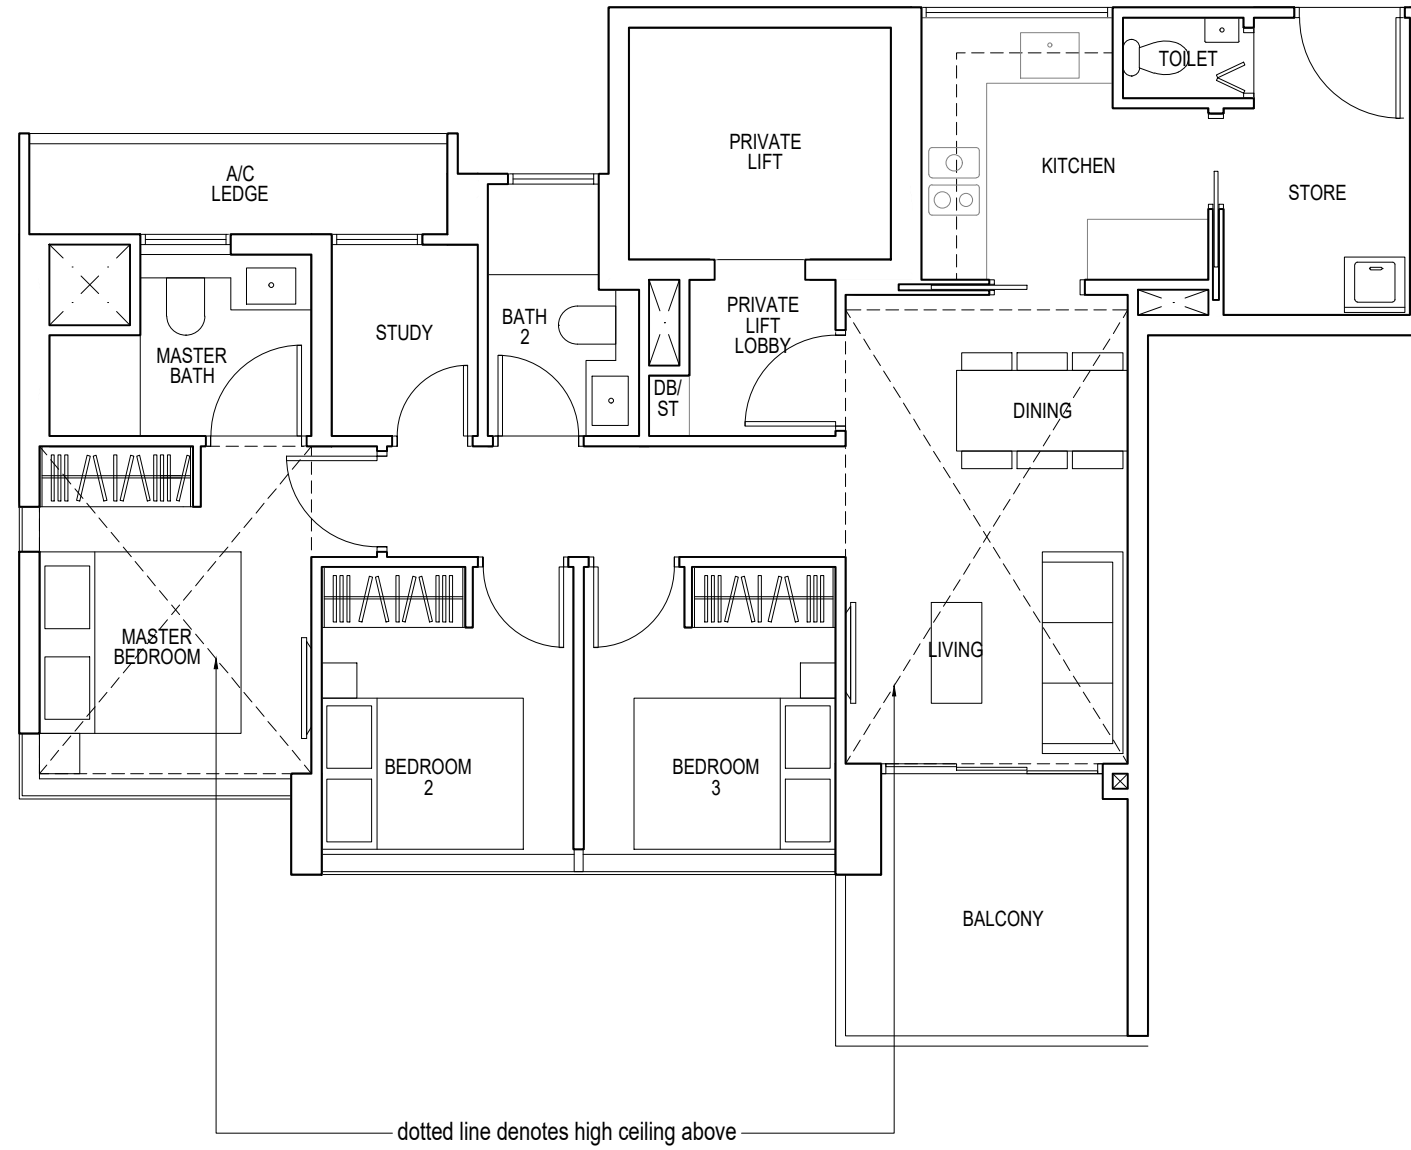 TOILET
PRIVATE
LIFT
KITCHEN
A/C
LEDGE
STORE
PRIVATE
LIFT
LOBBY
BATH
2
STUDY
MASTER
BATH
DB/
ST
DINING
MASTER
BEDROOM
LIVING
BEDROOM
2
BEDROOM
3
BALCONY
dotted line denotes high ceiling above